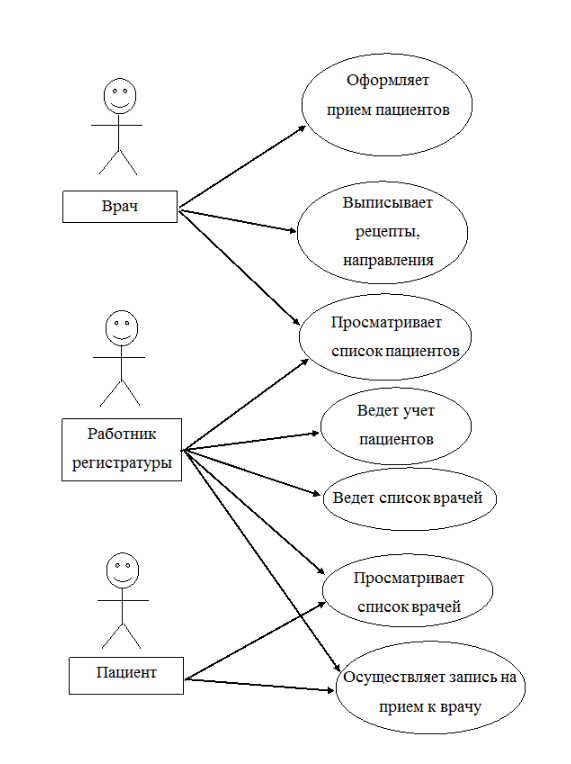 Оформляет
прием пациентов
Врач
Выписывает
рецепты,
направления
Просматривает
список пациентов
Работник
регистратуры
Ведет учет
пациентов
Ведет список врачей
Просматривает
список врачей
Пациент
Осуществляет запись на
прием к врачу